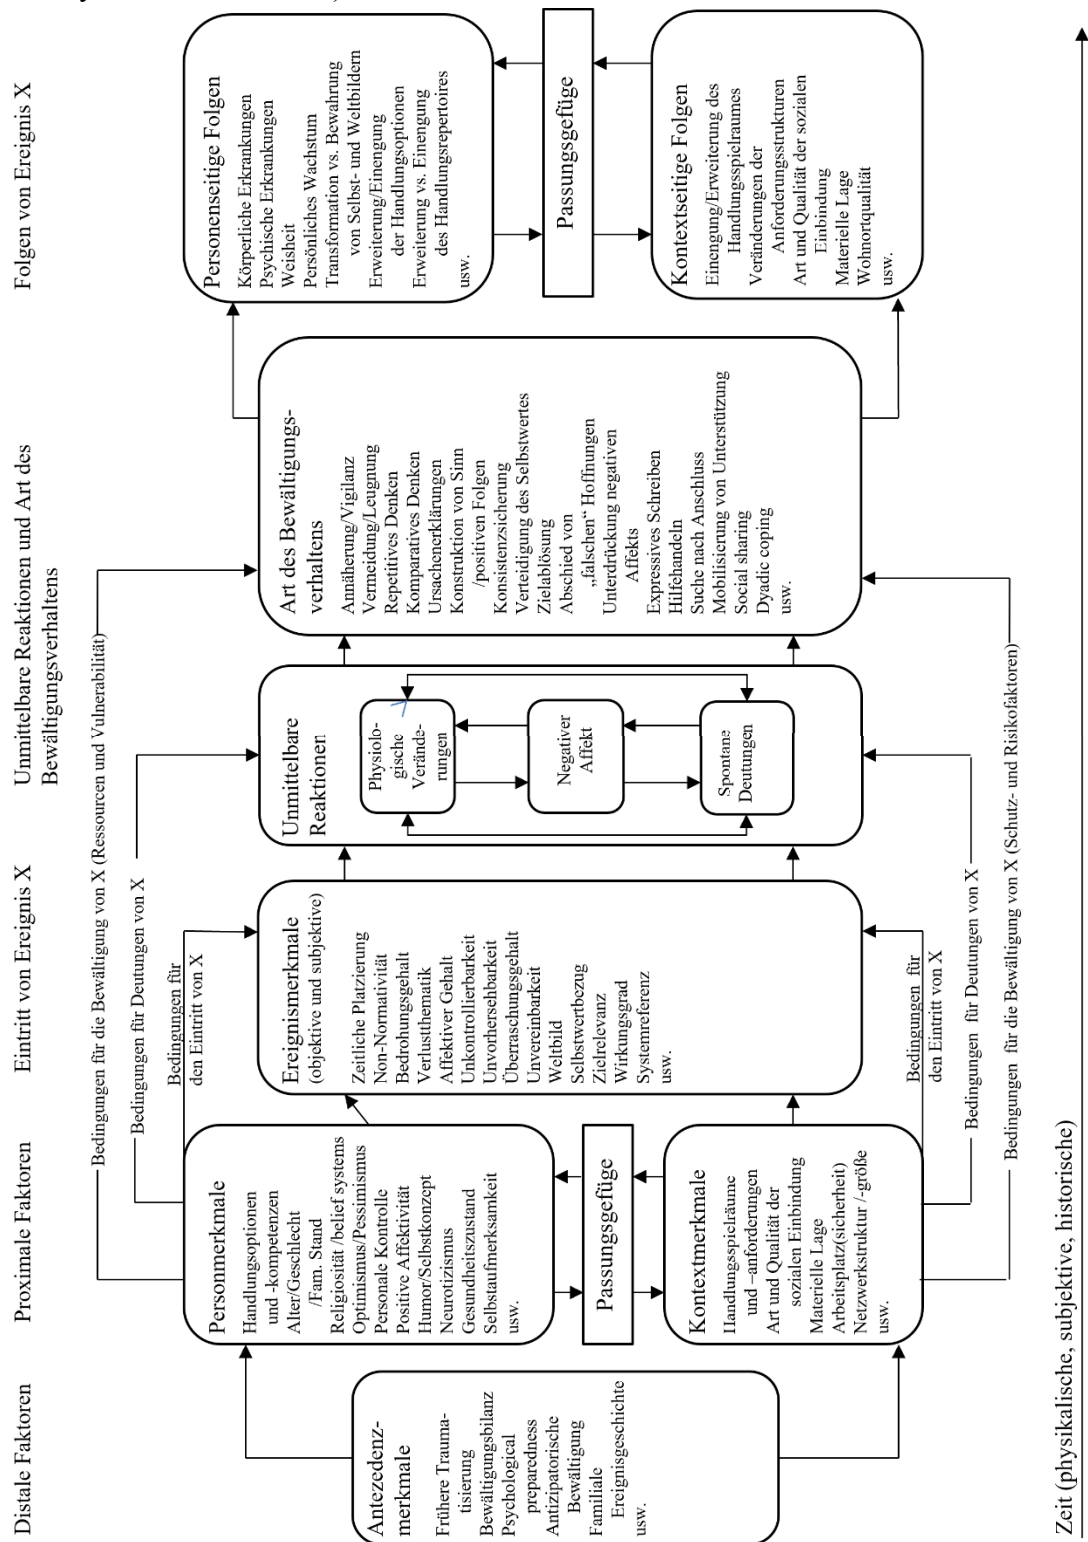 Distale Faktoren
Proximale Faktoren
Eintritt von Ereignis X
Unmittelbare Reaktionen und Art des
Bewältigungsverhaltens
Folgen von Ereignis X
Bedingungen für die Bewältigung von X (Ressourcen und Vulnerabilität)
Bedingungen für Deutungen von X
Bedingungen für
den Eintritt von X
Antezedenz-
merkmale
Frühere Trauma-
tisierung
Bewältigungsbilanz
Psychological
preparedness
Antizipatorische
Bewältigung
Familiale
Ereignisgeschichte
usw.
Personmerkmale
Handlungsoptionen
und -kompetenzen
Alter/Geschlecht
/Fam. Stand
Religiosität /belief systems
Optimismus/Pessimismus
Personale Kontrolle
Positive Affektivität
Humor/Selbstkonzept
Neurotizismus
Gesundheitszustand
Selbstaufmerksamkeit
usw.
Passungsgefüge
Kontextmerkmale
Handlungsspielräume
und –anforderungen
Art und Qualität der
sozialen Einbindung
Materielle Lage
Arbeitsplatz(sicherheit)
Netzwerkstruktur /-größe
usw.
Ereignismerkmale
(objektive und subjektive)
Zeitliche Platzierung
Non-Normativität
Bedrohungsgehalt
Verlustthematik
Affektiver Gehalt
Unkontrollierbarkeit
Unvorhersehbarkeit
Überraschungsgehalt
Unvereinbarkeit
Weltbild
Selbstwertbezug
Zielrelevanz
Wirkungsgrad
Systemreferenz
usw.
Unmittelbare
Reaktionen
Physiolo-
gische
Verände-
rungen
Negativer
Affekt
Spontane
Deutungen
Art des Bewältigungs-
verhaltens
Annäherung/Vigilanz
Vermeidung/Leugnung
Repetitives Denken
Komparatives Denken
Ursachenerklärungen
Konstruktion von Sinn
/positiven Folgen
Konsistenzsicherung
Verteidigung des Selbstwertes
Zielablösung
Abschied von
„falschen“ Hoffnungen
Unterdrückung negativen
Affekts
Expressives Schreiben
Hilfehandeln
Suche nach Anschluss
Mobilisierung von Unterstützung
Social sharing
Dyadic coping
usw.
Personenseitige Folgen
Körperliche Erkrankungen
Psychische Erkrankungen
Weisheit
Persönliches Wachstum
Transformation vs. Bewahrung
von Selbst- und Weltbildern
Erweiterung/Einengung
der Handlungsoptionen
Erweiterung vs. Einengung
des Handlungsrepertoires
usw.
Passungsgefüge
Kontextseitige Folgen
Einengung/Erweiterung des
Handlungsspielraumes
Veränderungen der
Anforderungsstrukturen
Art und Qualität der sozialen
Einbindung
Materielle Lage
Wohnortqualität
usw.
Bedingungen für
den Eintritt von X
Bedingungen für Deutungen von X
Bedingungen für die Bewältigung von X (Schutz- und Risikofaktoren)
Zeit (physikalische, subjektive, historische)